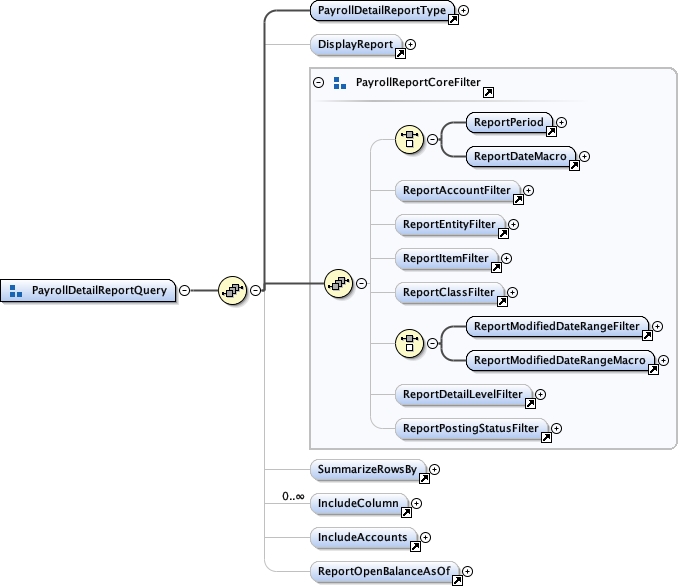 PayrollDetailReportType
DisplayReport
PayrollReportCoreFilter
ReportPeriod
ReportDateMacro
ReportAccountFilter
ReportEntityFilter
ReportItemFilter
ReportClassFilter
PayrollDetailReportQuery
ReportModifiedDateRangeFilter
ReportModifiedDateRangeMacro
ReportDetailLevelFilter
ReportPostingStatusFilter
SummarizeRowsBy
0..∞
IncludeColumn
IncludeAccounts
ReportOpenBalanceAsOf